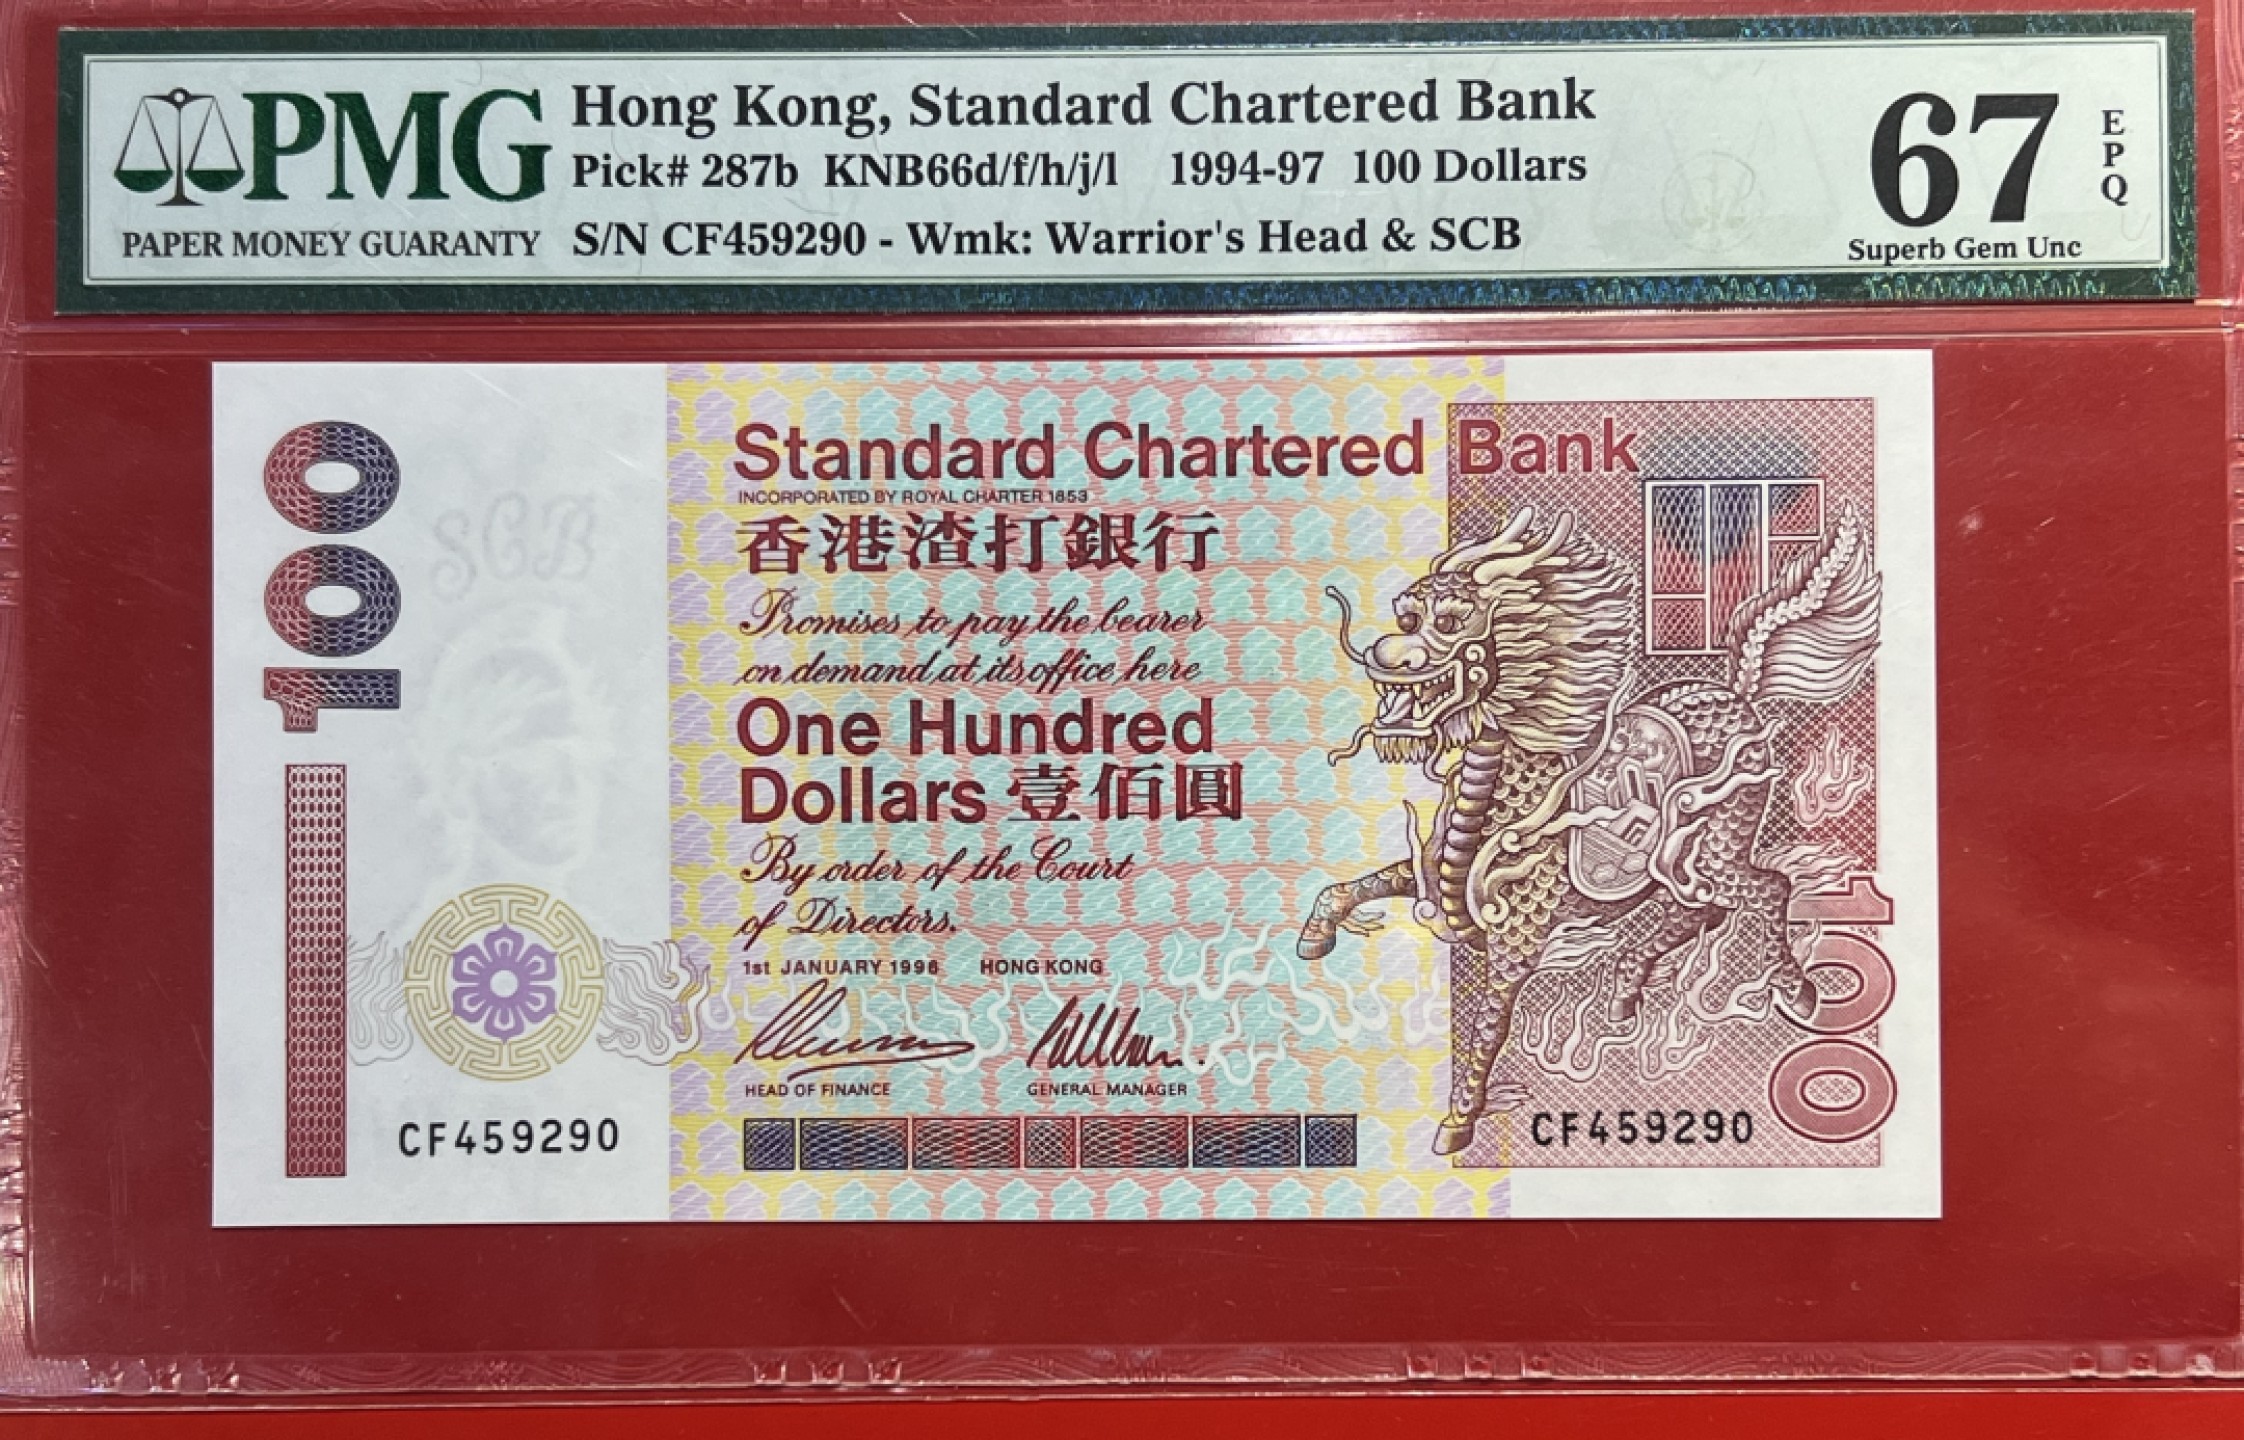 PMG
PAPER MONEY GUARANTY
Hong Kong, Standard Chartered Bank
Pick# 287b KNB66d/f/h/j/l 1994-97 100 Dollars
S/N CF459290 - Wmk: Warrior's Head & SCB
67
EPQ
Superb Gem Unc
100
SCB
Standard Chartered Bank
INCORPORATED BY ROYAL CHARTER 1853
香港渣打銀行
Promises to pay the bearer
on demand at its office here
One Hundred
Dollars 壹佰圓
By order of the Court
of Directors.
1st JANUARY 1996 HONG KONG
HEAD OF FINANCE GENERAL MANAGER
CF459290
CF459290
100